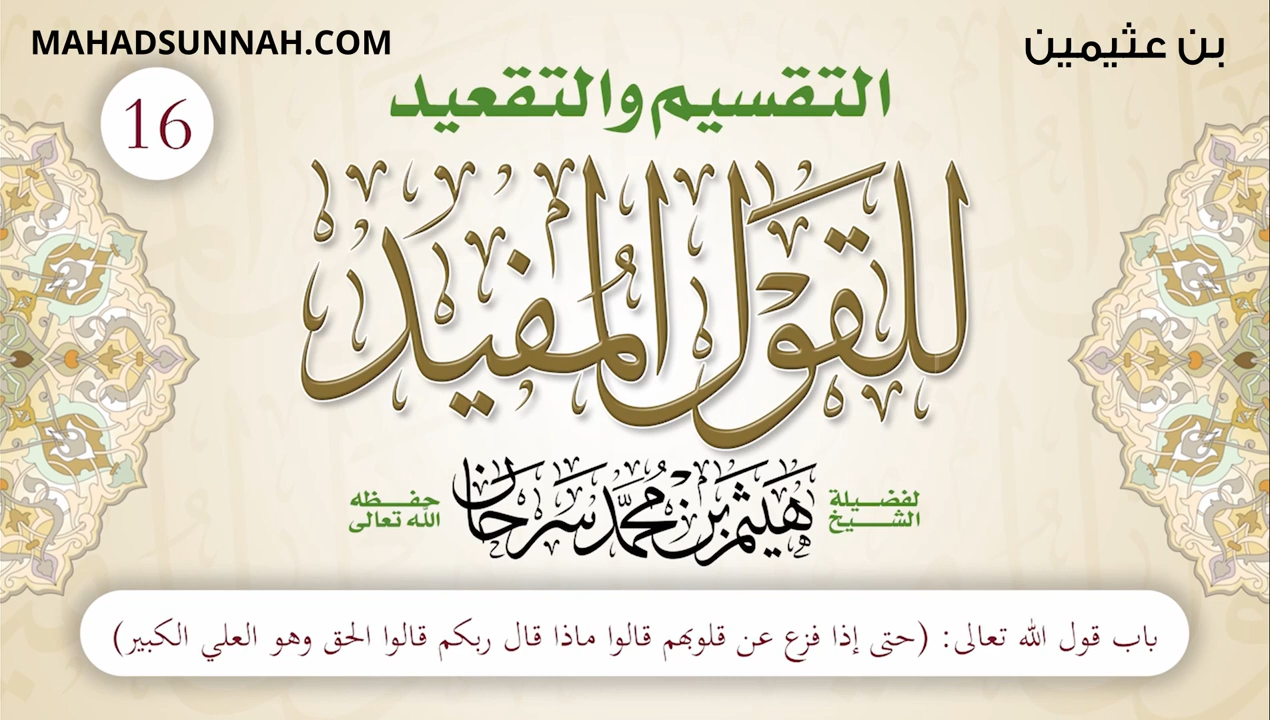 MAHADSUNNAH.COM
بن عثيمين
16
التقسيم والتقعيد
للقول المفيد
لفضيلة الشيخ
هيثم بن محمد سرحان
حفظه الله تعالى
باب قول الله تعالى: (حتى إذا فزع عن قلوبهم قالوا ماذا قال ربكم قالوا الحق وهو العلي الكبير)